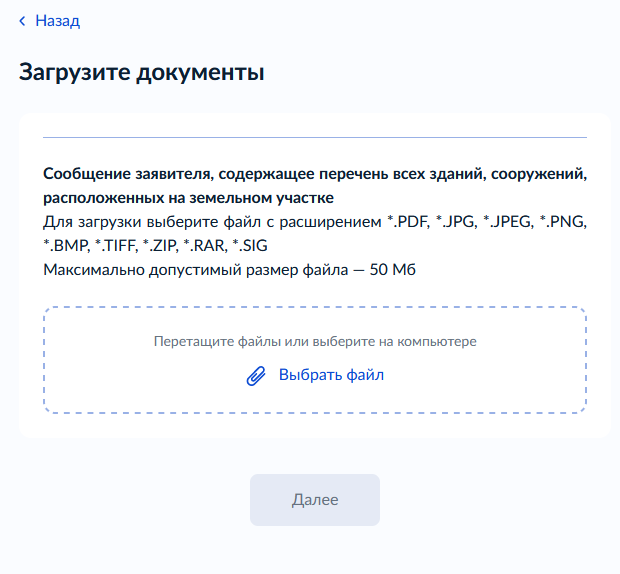 Назад
Загрузите документы
Сообщение заявителя, содержащее перечень всех зданий, сооружений,
расположенных на земельном участке
Для загрузки выберите файл с расширением *.PDF, *.JPG, *.JPEG, *.PNG,
*.BMP, *.TIFF, *.ZIP, *.RAR, *.SIG
Максимально допустимый размер файла — 50 Мб
Перетащите файлы или выберите на компьютере
Выбрать файл
Далее